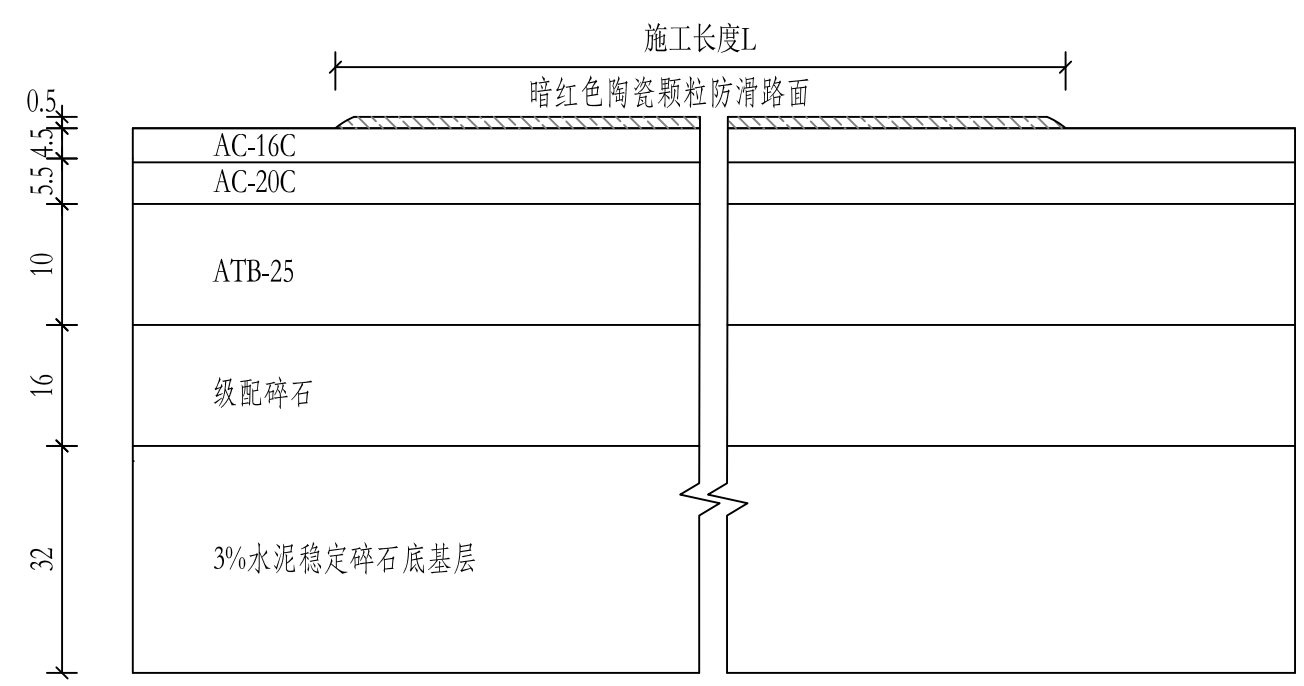 施工长度L
暗红色陶瓷颗粒防滑路面
0.5
4.5
AC-16C
5.5
AC-20C
10
ATB-25
16
级配碎石
32
3%水泥稳定碎石底基层